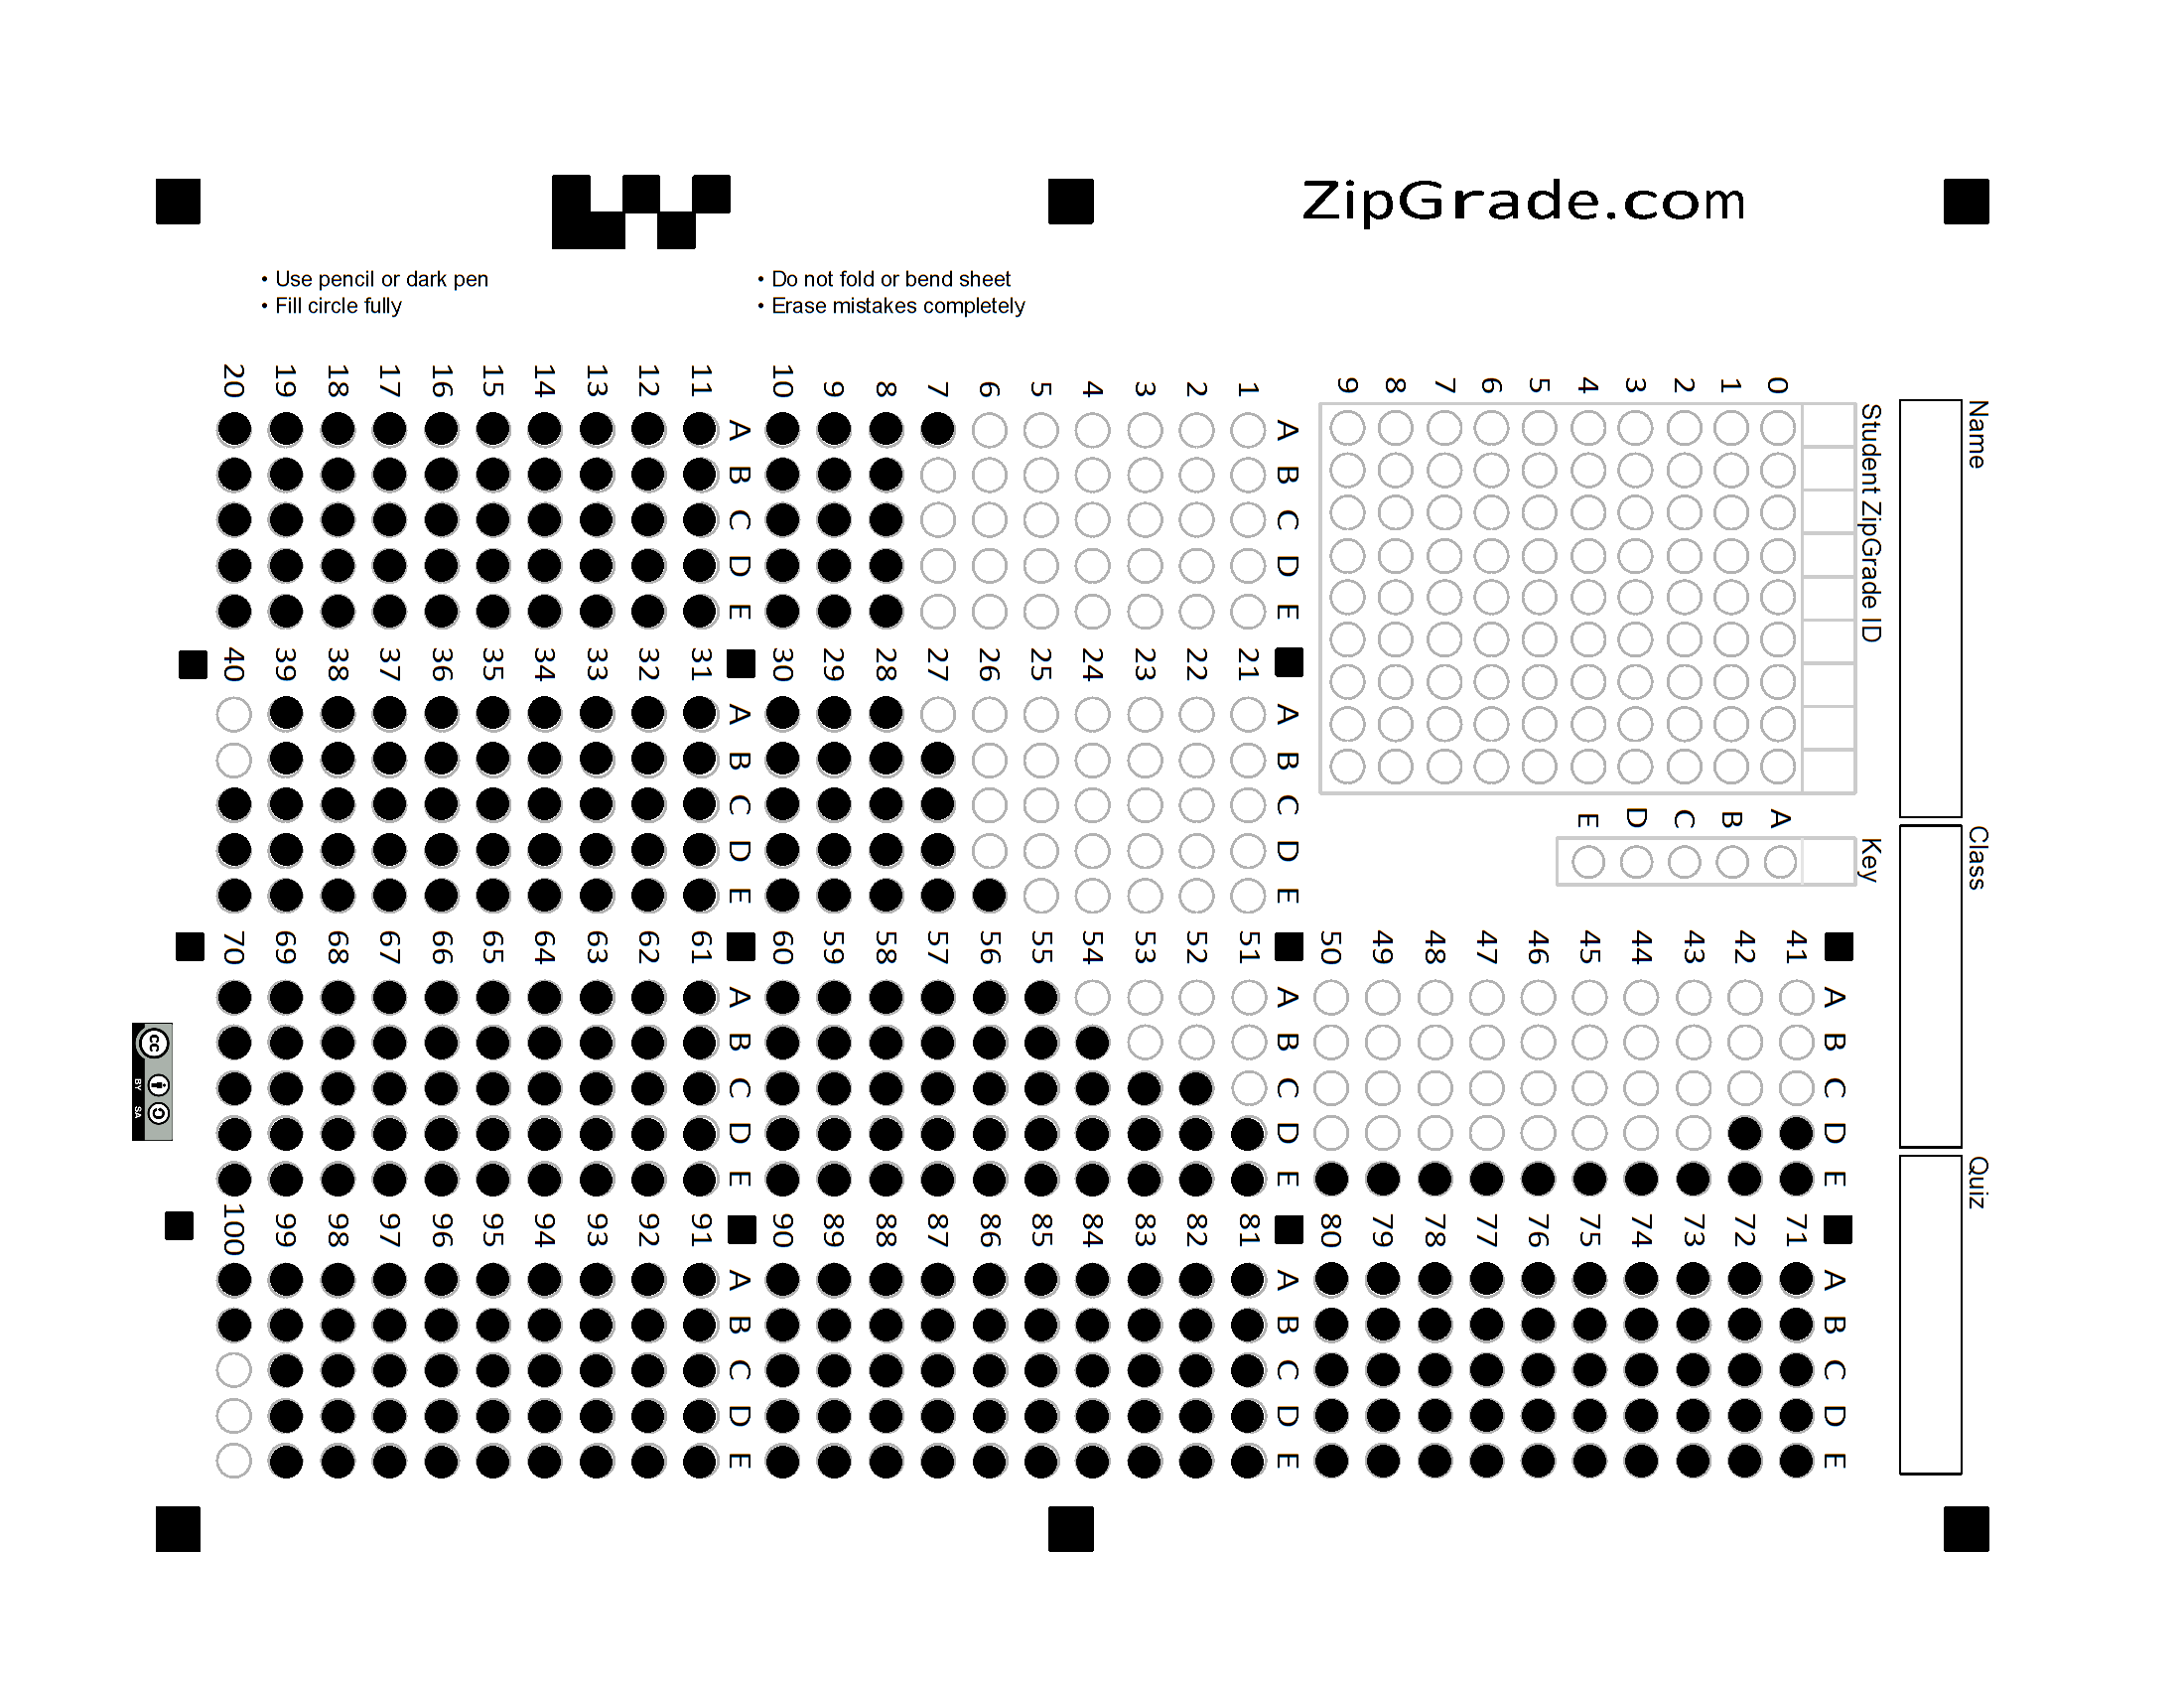 ZipGrade.com
• Use pencil or dark pen
• Fill circle fully
• Do not fold or bend sheet
• Erase mistakes completely
Name
Class
Quiz
Student ZipGrade ID
0 1 2 3 4 5 6 7 8 9
Key
A B C D E
1 2 3 4 5 6 7 8 9 10
A B C D E
11 12 13 14 15 16 17 18 19 20
A B C D E
21 22 23 24 25 26 27 28 29 30
A B C D E
31 32 33 34 35 36 37 38 39 40
A B C D E
41 42 43 44 45 46 47 48 49 50
A B C D E
51 52 53 54 55 56 57 58 59 60
A B C D E
61 62 63 64 65 66 67 68 69 70
A B C D E
71 72 73 74 75 76 77 78 79 80
A B C D E
81 82 83 84 85 86 87 88 89 90
A B C D E
91 92 93 94 95 96 97 98 99 100
A B C D E
cc
BY SA